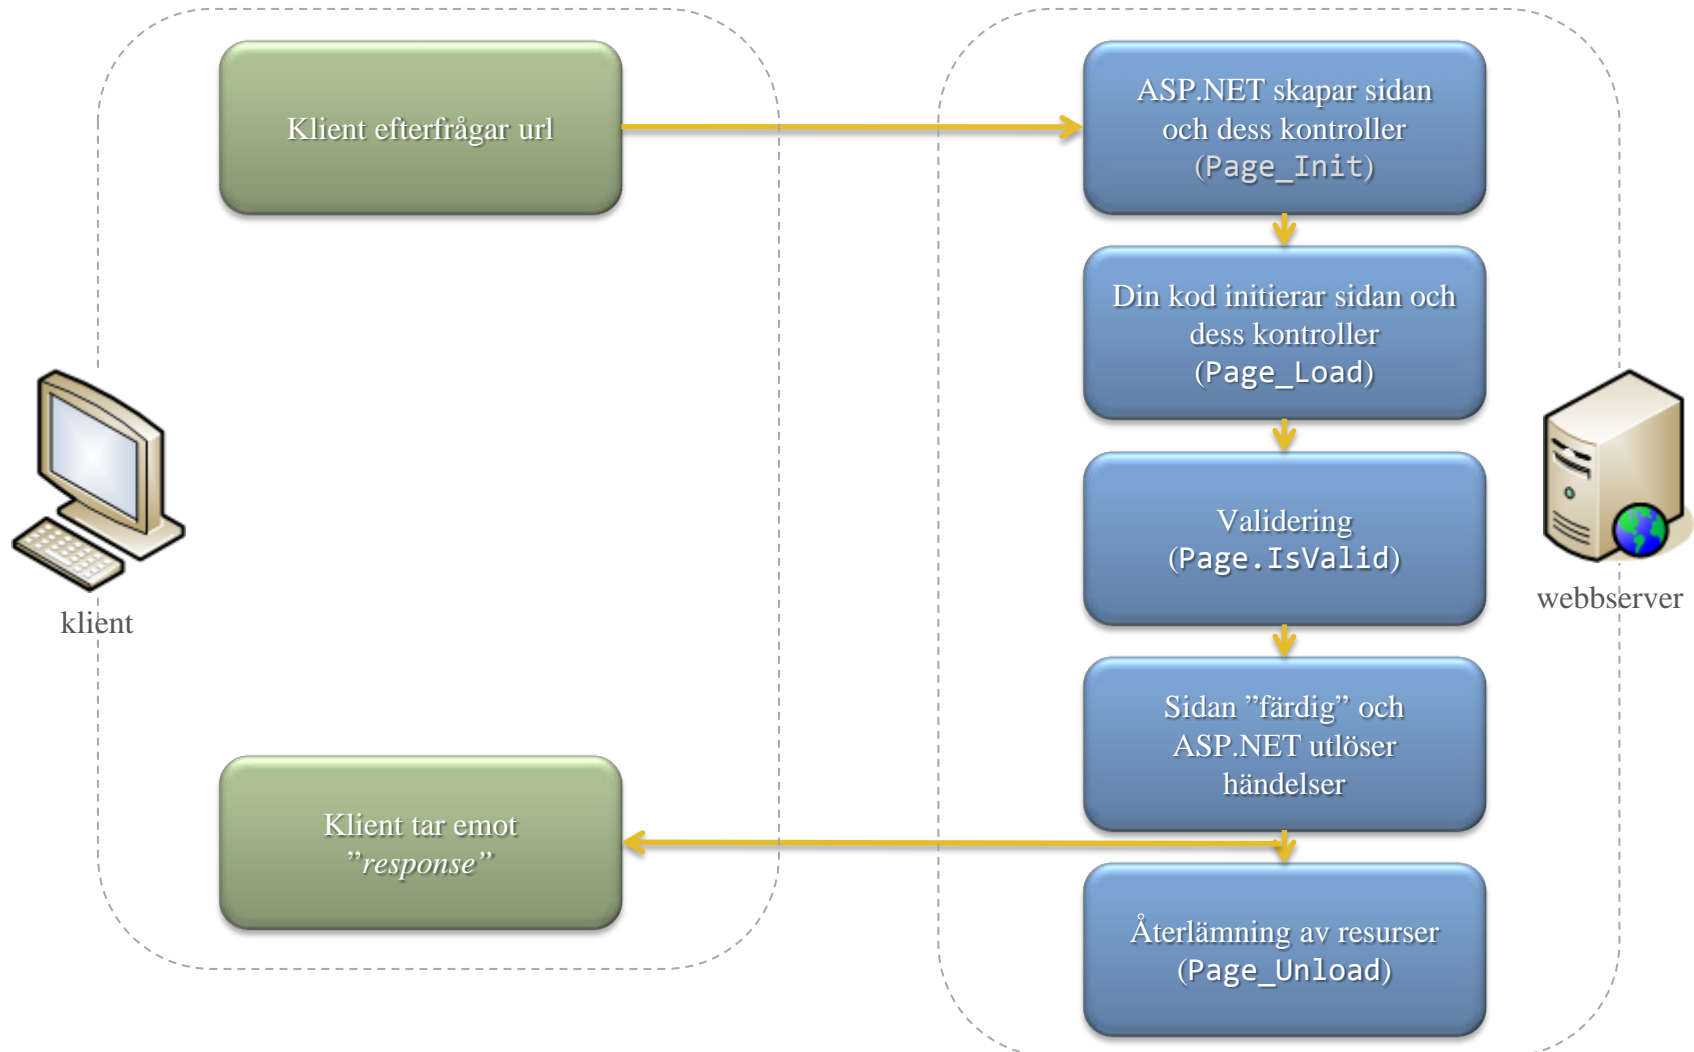 Klient efterfrågar url
ASP.NET skapar sidan
och dess kontroller
(Page_Init)
Din kod initierar sidan och
dess kontroller
(Page_Load)
Validering
(Page.IsValid)
klient
webbserver
Sidan ”färdig” och
ASP.NET utlöser
händelser
Klient tar emot
”response”
Återlämning av resurser
(Page_Unload)